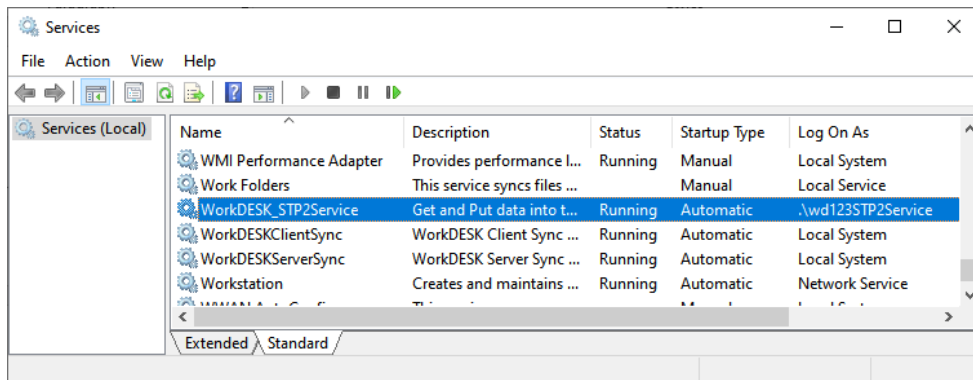 Services
File Action View Help
Services (Local)
Name Description Status Startup Type Log On As
WMI Performance Adapter Provides performance I... Running Manual Local System
Work Folders This service syncs files ... Manual Local Service
WorkDESK_STP2Service Get and Put data into t... Running Automatic .\wd123STP2Service
WorkDESKClientSync WorkDESK Client Sync ... Running Automatic Local System
WorkDESKServerSync WorkDESK Server Sync ... Running Automatic Local System
Workstation Creates and maintains ... Running Automatic Network Service
Extended Standard